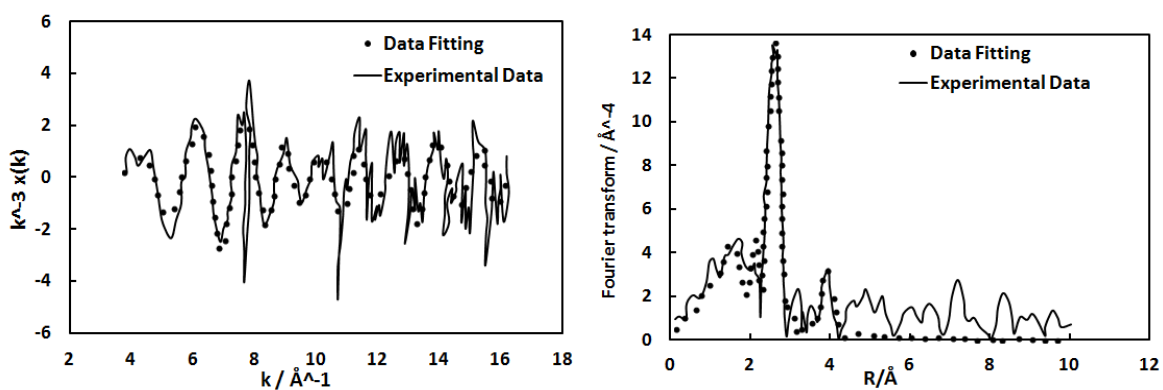 6
4
2
0
-2
-4
-6
k^-3 x(k)
Data Fitting
Experimental Data
2 4 6 8 10 12 14 16 18
k / Å^-1
14
12
10
8
6
4
2
0
Fourier transform / Å^-4
Data Fitting
Experimental Data
0 2 4 6 8 10 12
R/Å